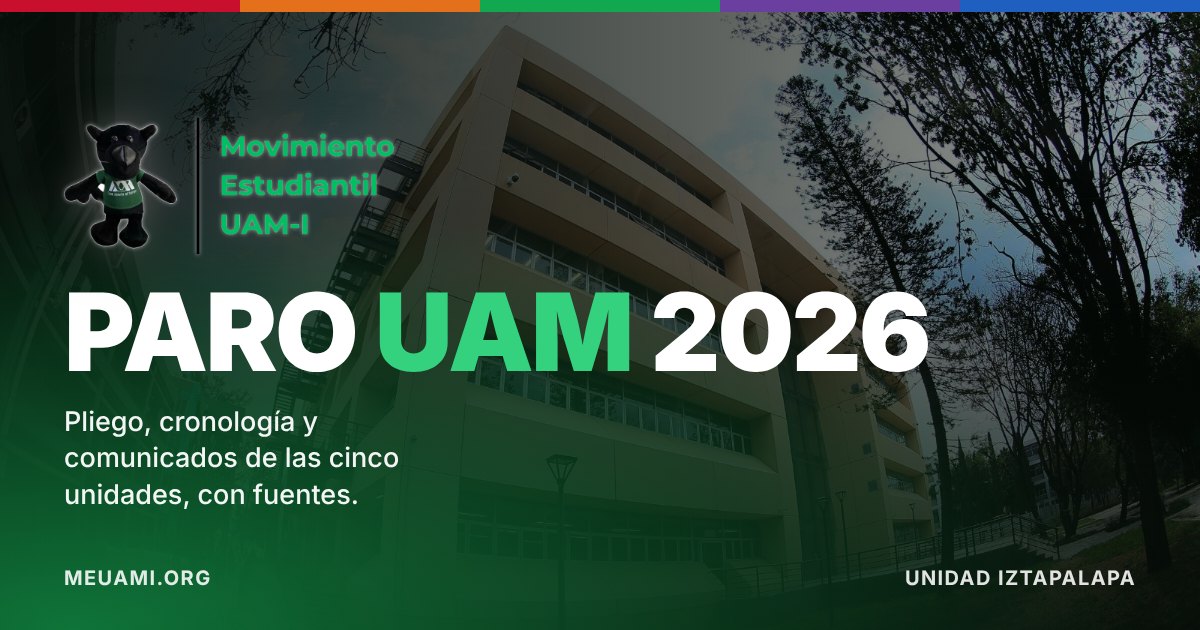 Movimiento
Estudiantil
UAM-I
PARO UAM 2026
Pliego, cronología y
comunicados de las cinco
unidades, con fuentes.
MEUAMI.ORG
UNIDAD IZTAPALAPA